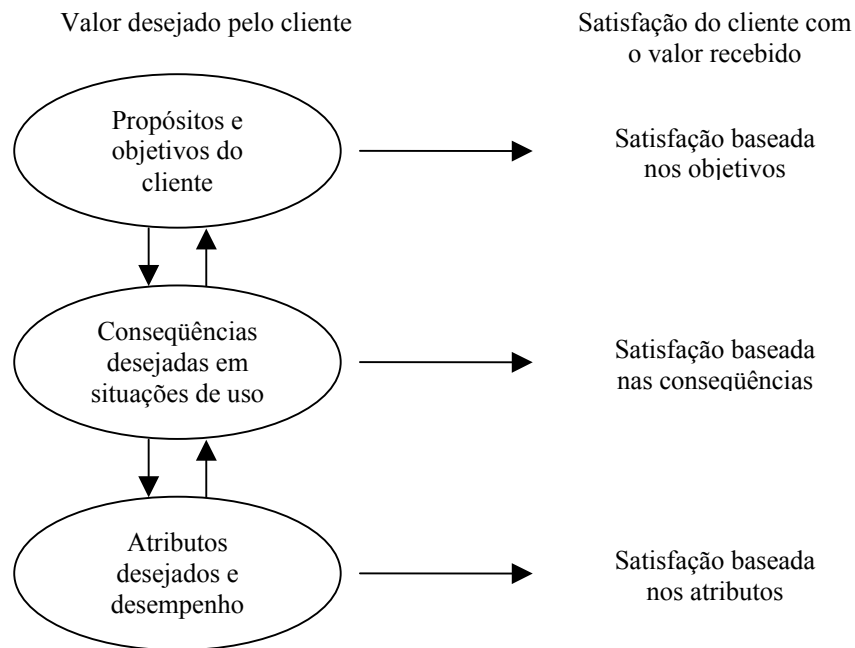 Valor desejado pelo cliente
Satisfação do cliente com
o valor recebido
Propósitos e
objetivos do
cliente
Satisfação baseada
nos objetivos
Conseqüências
desejadas em
situações de uso
Satisfação baseada
nas conseqüências
Atributos
desejados e
desempenho
Satisfação baseada
nos atributos